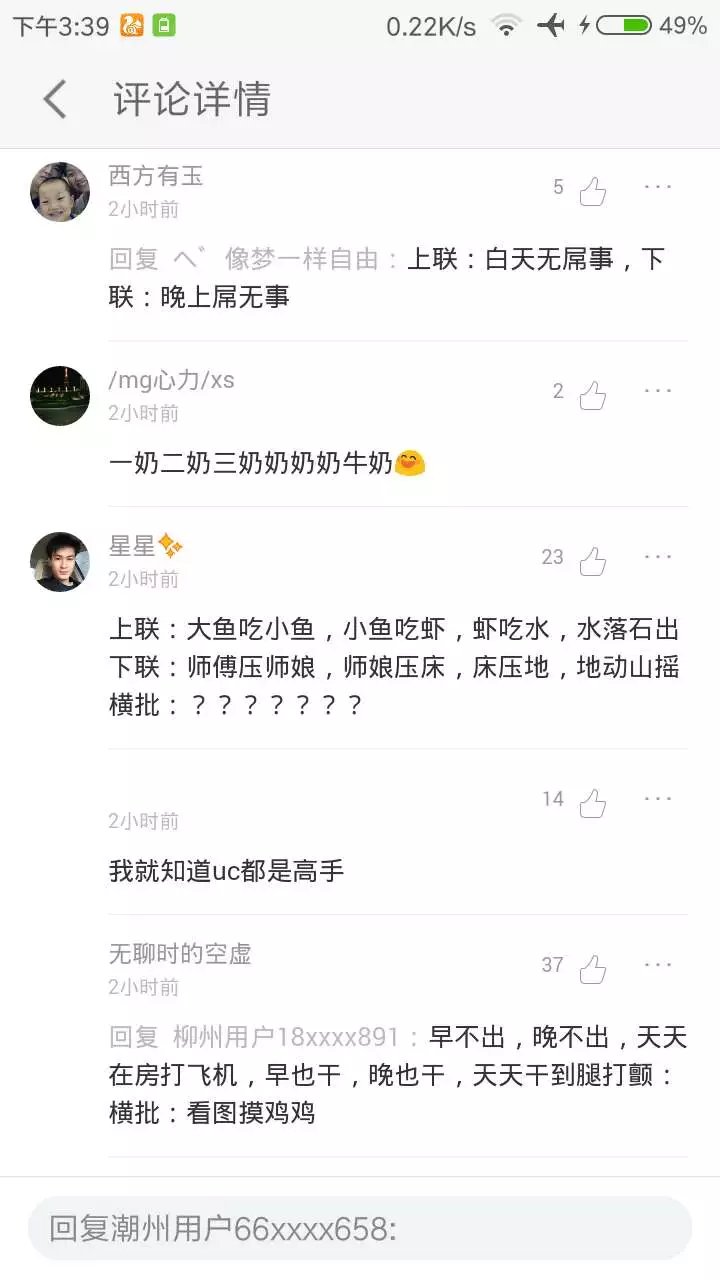 下午3:39 0.22K/s 49%
评论详情
西方有玉
5
2小时前
回复 へ゛像梦一样自由：上联：白天无屌事，下
联：晚上屌无事
/mg心力/xs
2
2小时前
一奶二奶三奶奶奶奶牛奶😄
星星✨
23
2小时前
上联：大鱼吃小鱼，小鱼吃虾，虾吃水，水落石出
下联：师傅压师娘，师娘压床，床压地，地动山摇
横批：？？？？？？？
14
2小时前
我就知道uc都是高手
无聊时的空虚
37
2小时前
回复 柳州用户18xxxx891：早不出，晚不出，天天
在房打飞机，早也干，晚也干，天天干到腿打颤：
横批：看图摸鸡鸡
回复潮州用户66xxxx658: